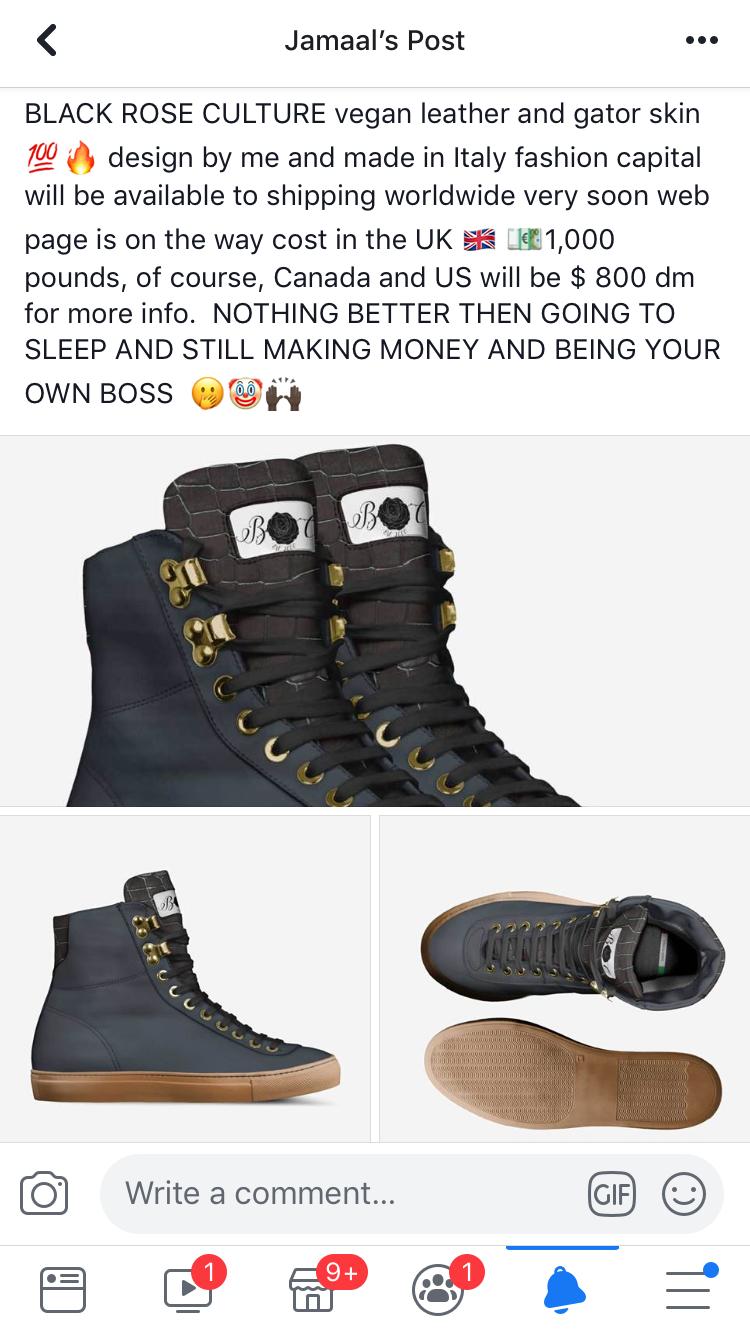 Jamaal's Post
BLACK ROSE CULTURE vegan leather and gator skin
💯🔥 design by me and made in Italy fashion capital
will be available to shipping worldwide very soon web
page is on the way cost in the UK 🇬🇧 💶1,000
pounds, of course, Canada and US will be $ 800 dm
for more info.  NOTHING BETTER THEN GOING TO
SLEEP AND STILL MAKING MONEY AND BEING YOUR
OWN BOSS 🤭🤡🙌🏿
B C
B C
B
B
Write a comment...
GIF
1
9+
1